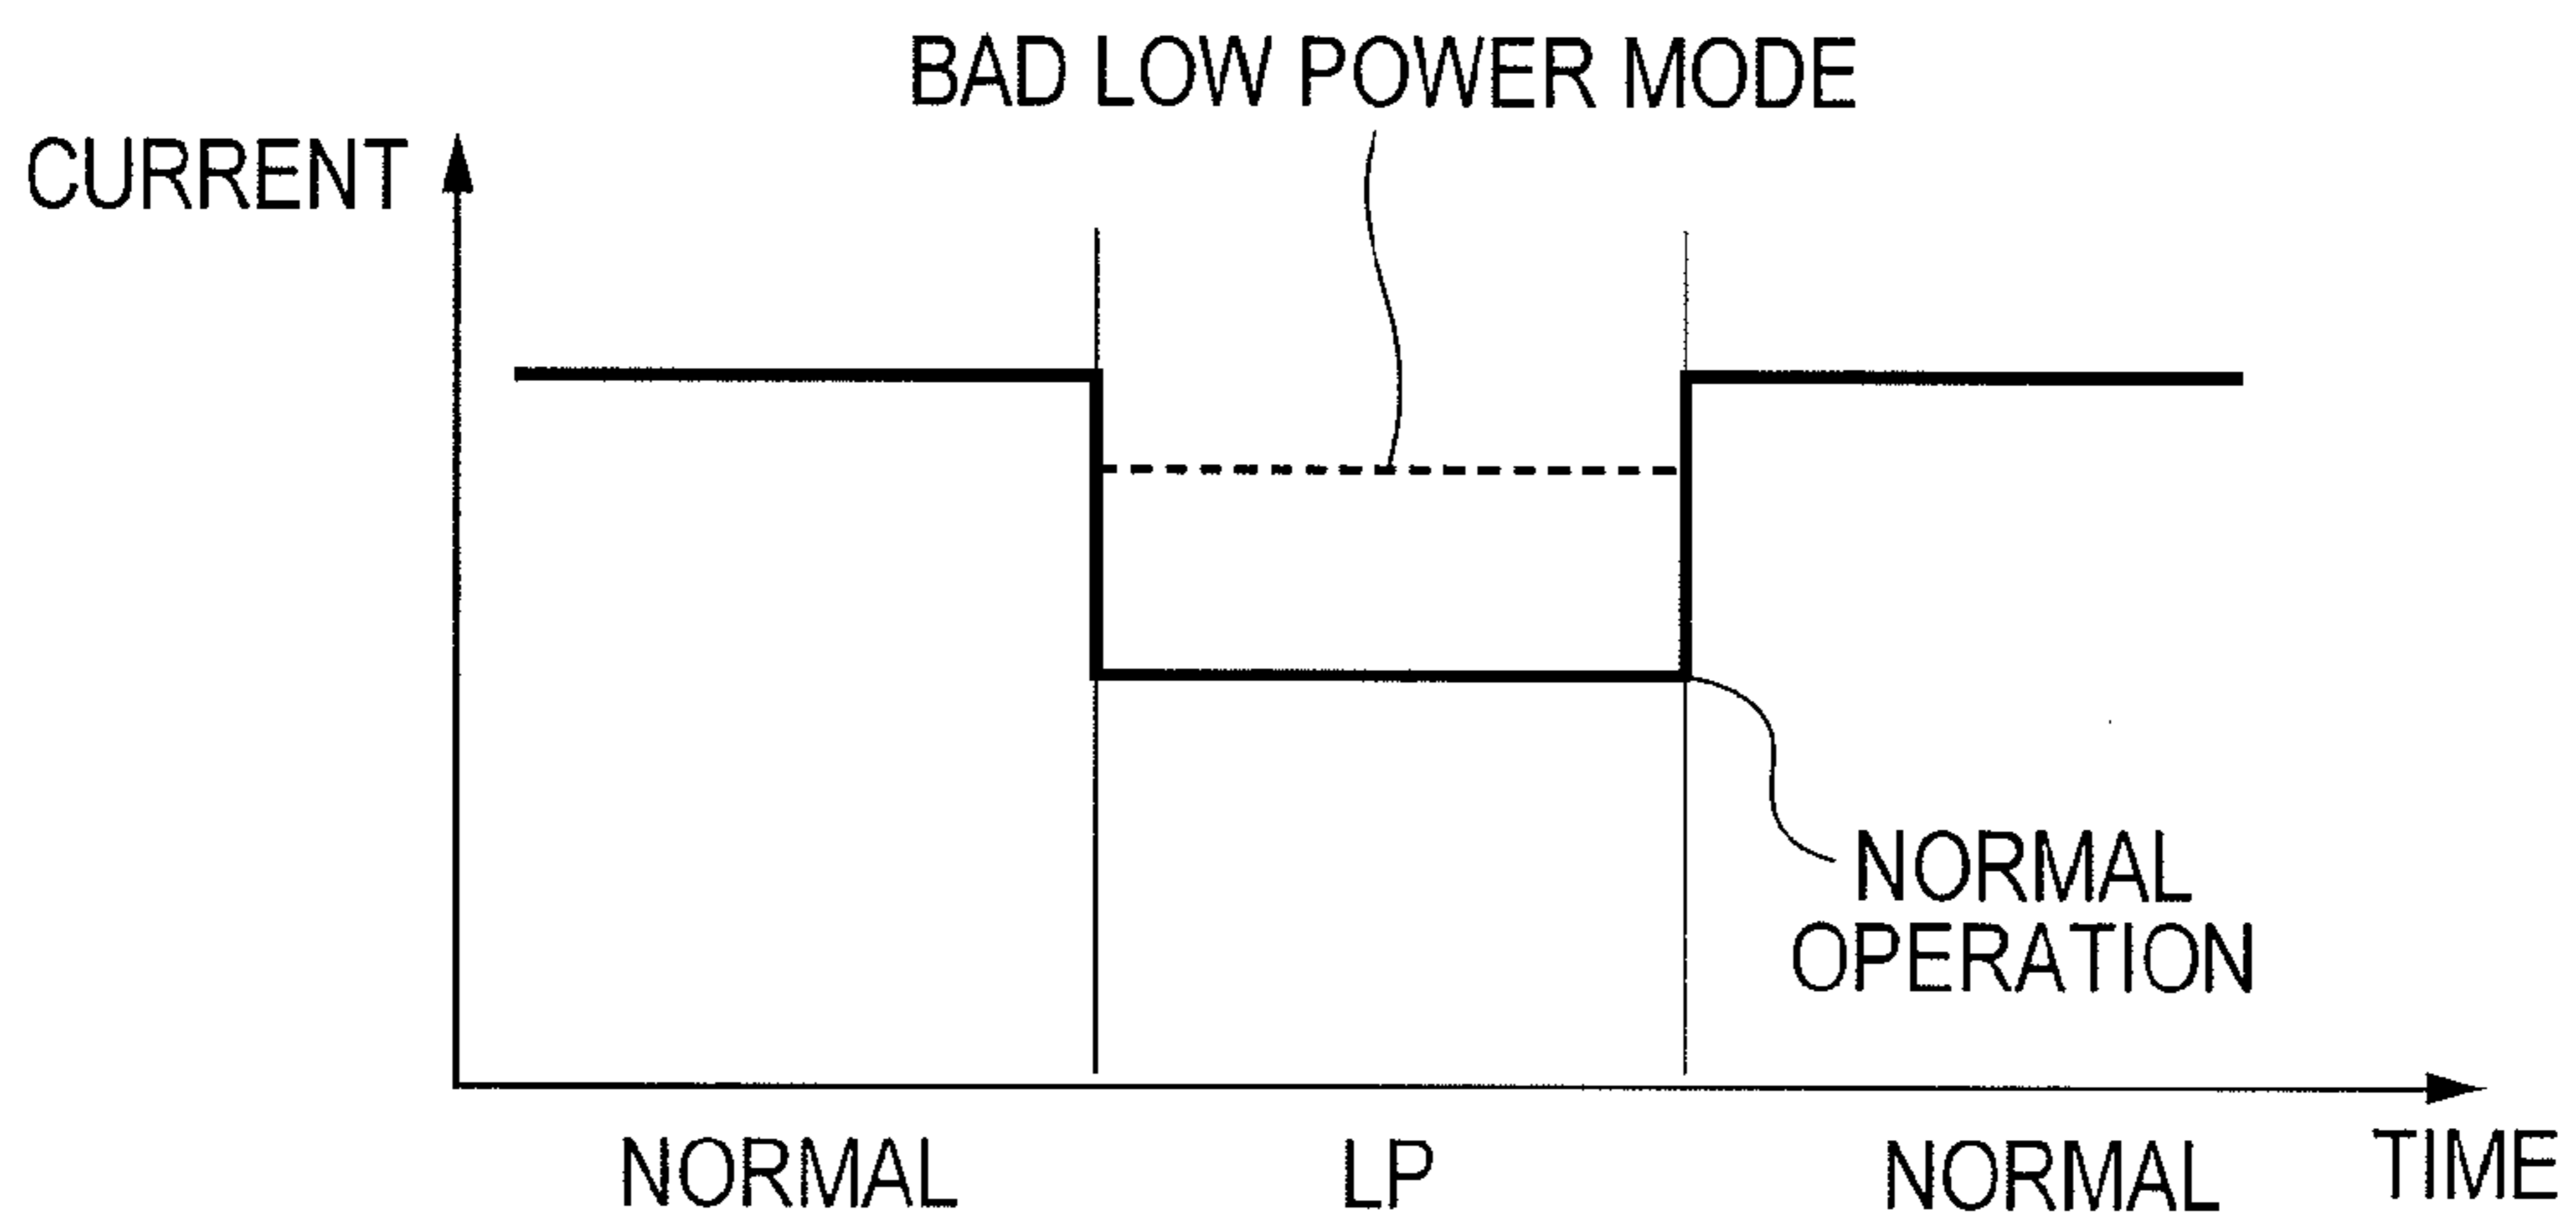 BAD LOW POWER MODE
CURRENT
NORMAL
OPERATION
NORMAL
LP
NORMAL
TIME